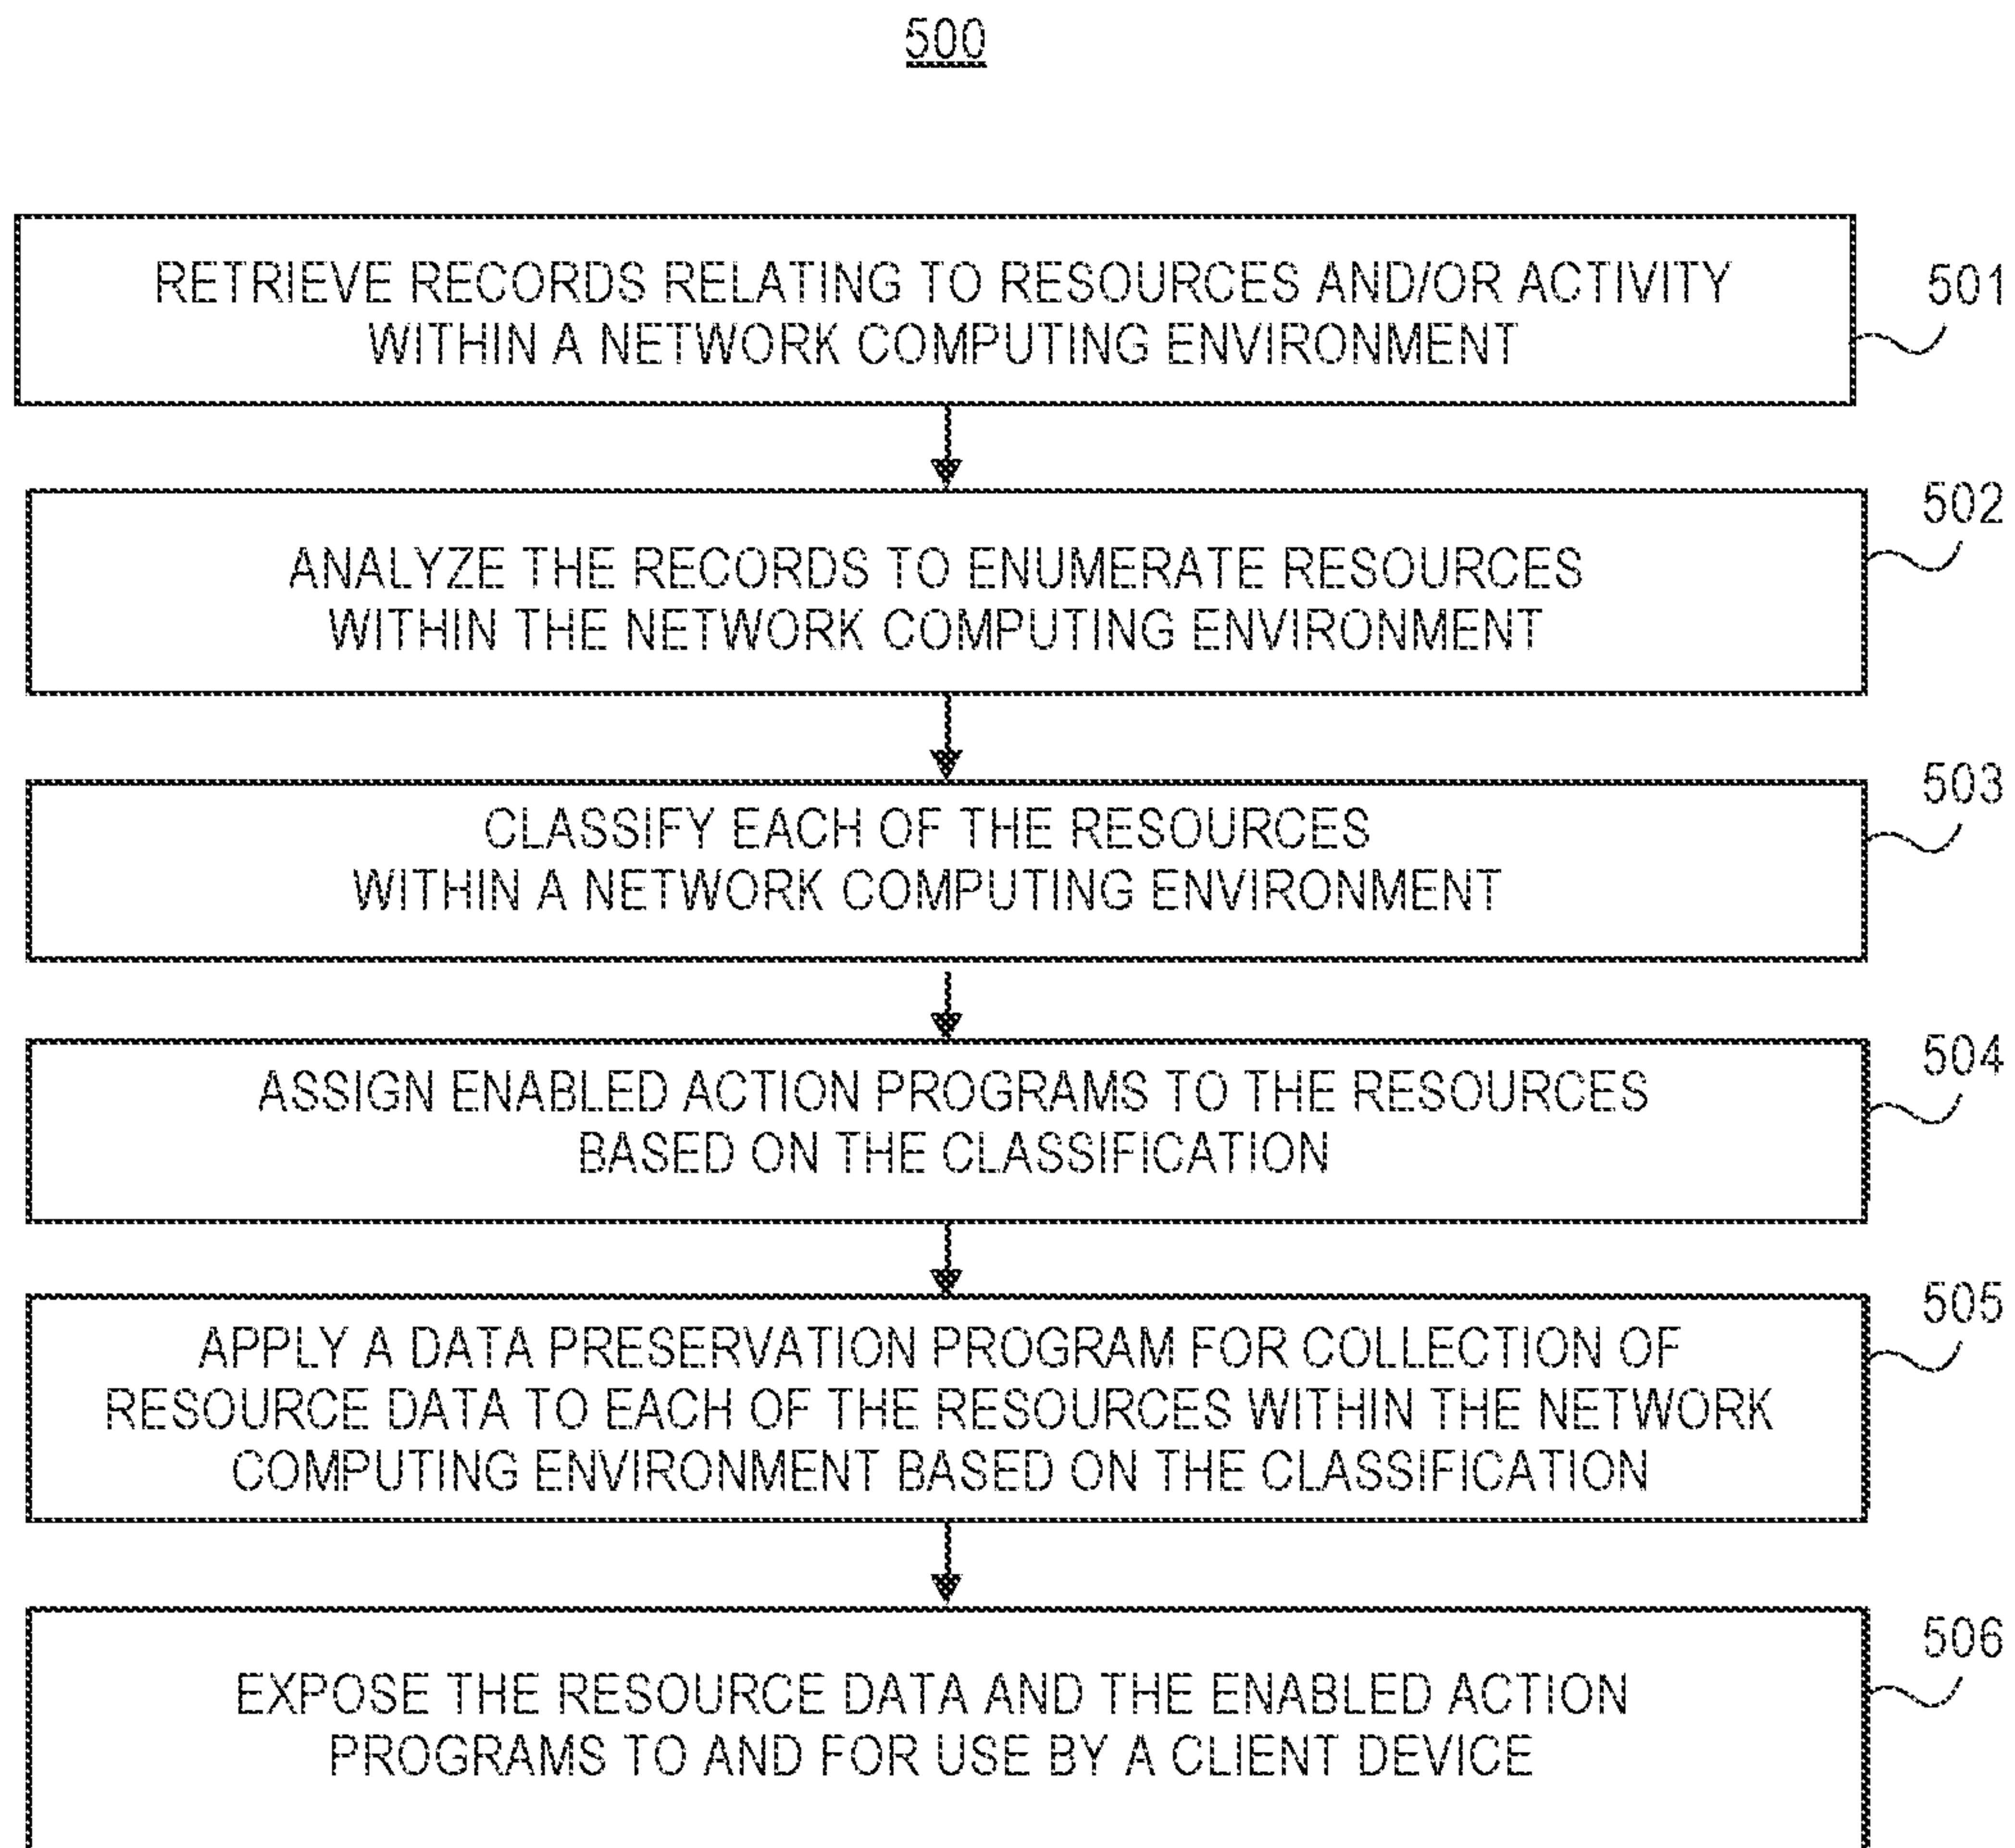 500
RETRIEVE RECORDS RELATING TO RESOURCES AND/OR ACTIVITY
WITHIN A NETWORK COMPUTING ENVIRONMENT
501
ANALYZE THE RECORDS TO ENUMERATE RESOURCES
WITHIN THE NETWORK COMPUTING ENVIRONMENT
502
CLASSIFY EACH OF THE RESOURCES
WITHIN A NETWORK COMPUTING ENVIRONMENT
503
ASSIGN ENABLED ACTION PROGRAMS TO THE RESOURCES
BASED ON THE CLASSIFICATION
504
APPLY A DATA PRESERVATION PROGRAM FOR COLLECTION OF
RESOURCE DATA TO EACH OF THE RESOURCES WITHIN THE NETWORK
COMPUTING ENVIRONMENT BASED ON THE CLASSIFICATION
505
EXPOSE THE RESOURCE DATA AND THE ENABLED ACTION
PROGRAMS TO AND FOR USE BY A CLIENT DEVICE
506